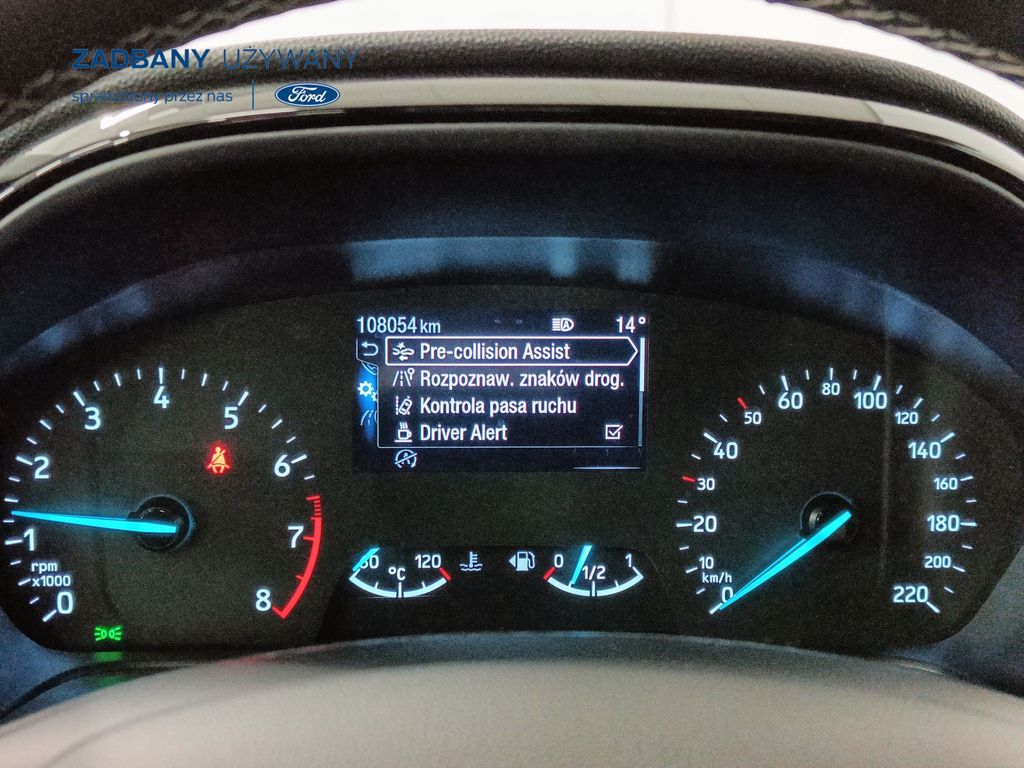 ZADBANY UŻYWANY
sprawdzony przez nas
Ford
108054 km
14°
Pre-collision Assist
Rozpoznaw. znaków drog.
Kontrola pasa ruchu
Driver Alert
0 1 2 3 4 5 6 7 8
rpm
x1000
60 °C 120
0 1/2 1
0 10 20 30 40 50 60 80 100 120 140 160 180 200 220
km/h